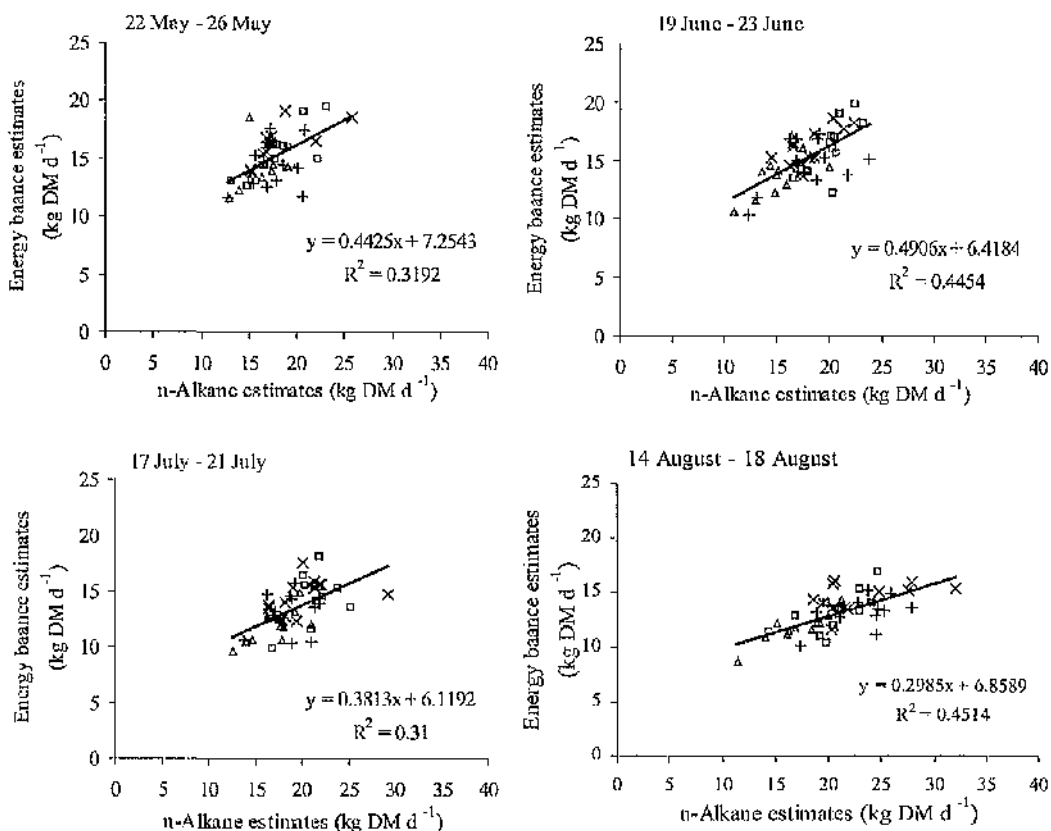 22 May - 26 May
25
20
15
10
5
0
Energy baance estimates
(kg DM d⁻¹)
y = 0.4425x + 7.2543
R² = 0.3192
0 5 10 15 20 25 30 35 40
n-Alkane estimates (kg DM d⁻¹)
19 June - 23 June
25
20
15
10
5
0
Energy baance estimates
(kg DM d⁻¹)
y = 0.4906x + 6.4184
R² = 0.4454
0 5 10 15 20 25 30 35 40
n-Alkane estimates (kg DM d⁻¹)
17 July - 21 July
25
20
15
10
5
0
Energy baance estimates
(kg DM d⁻¹)
y = 0.3813x + 6.1192
R² = 0.31
0 5 10 15 20 25 30 35 40
n-Alkane estimates (kg DM d⁻¹)
14 August - 18 August
25
20
15
10
5
0
Energy baance estimates
(kg DM d⁻¹)
y = 0.2985x + 6.8589
R² = 0.4514
0 5 10 15 20 25 30 35 40
n-Alkane estimates (kg DM d⁻¹)